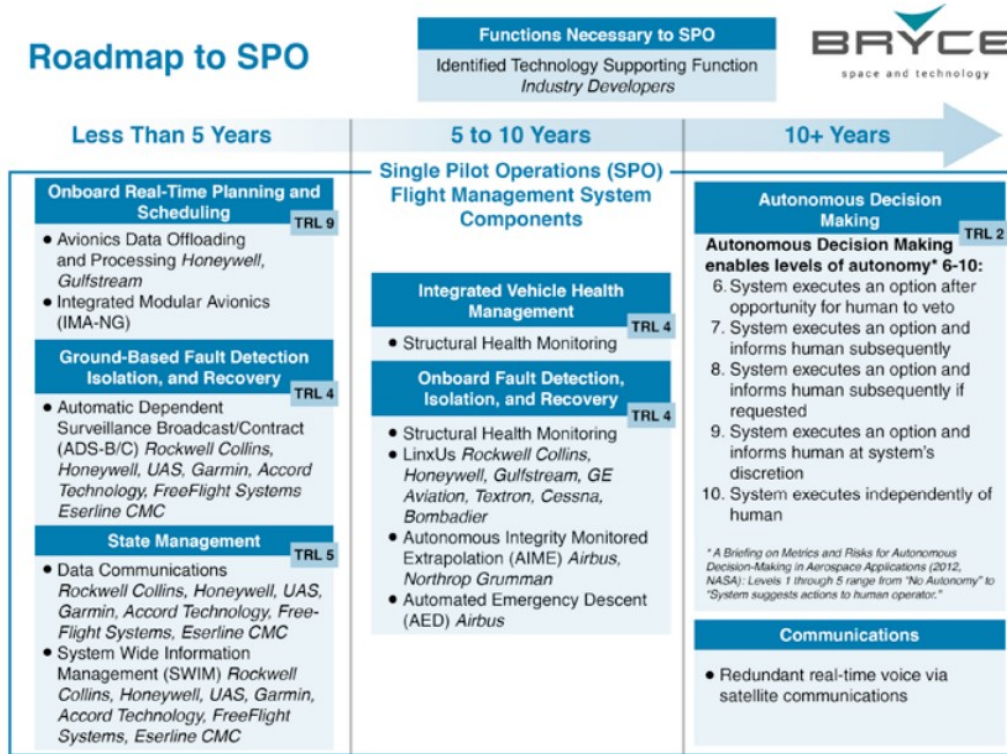 Roadmap to SPO
Functions Necessary to SPO
Identified Technology Supporting Function
Industry Developers
BRYCE
space and technology
Less Than 5 Years
5 to 10 Years
10+ Years
Single Pilot Operations (SPO)
Flight Management System
Components
Onboard Real-Time Planning and
Scheduling
TRL 9
• Avionics Data Offloading
and Processing Honeywell,
Gulfstream
• Integrated Modular Avionics
(IMA-NG)
Ground-Based Fault Detection
Isolation, and Recovery
TRL 4
• Automatic Dependent
Surveillance Broadcast/Contract
(ADS-B/C) Rockwell Collins,
Honeywell, UAS, Garmin, Accord
Technology, FreeFlight Systems
Eserline CMC
State Management
TRL 5
• Data Communications
Rockwell Collins, Honeywell, UAS,
Garmin, Accord Technology, Free-
Flight Systems, Eserline CMC
• System Wide Information
Management (SWIM) Rockwell
Collins, Honeywell, UAS, Garmin,
Accord Technology, FreeFlight
Systems, Eserline CMC
Integrated Vehicle Health
Management
TRL 4
• Structural Health Monitoring
Onboard Fault Detection,
Isolation, and Recovery
TRL 4
• Structural Health Monitoring
• LinxUs Rockwell Collins,
Honeywell, Gulfstream, GE
Aviation, Textron, Cessna,
Bombadier
• Autonomous Integrity Monitored
Extrapolation (AIME) Airbus,
Northrop Grumman
• Automated Emergency Descent
(AED) Airbus
Autonomous Decision
Making
TRL 2
Autonomous Decision Making
enables levels of autonomy* 6-10:
6. System executes an option after
opportunity for human to veto
7. System executes an option and
informs human subsequently
8. System executes an option and
informs human subsequently if
requested
9. System executes an option and
informs human at system's
discretion
10. System executes independently of
human
* A Briefing on Metrics and Risks for Autonomous
Decision-Making in Aerospace Applications (2012,
NASA): Levels 1 through 5 range from "No Autonomy" to
"System suggests actions to human operator."
Communications
• Redundant real-time voice via
satellite communications